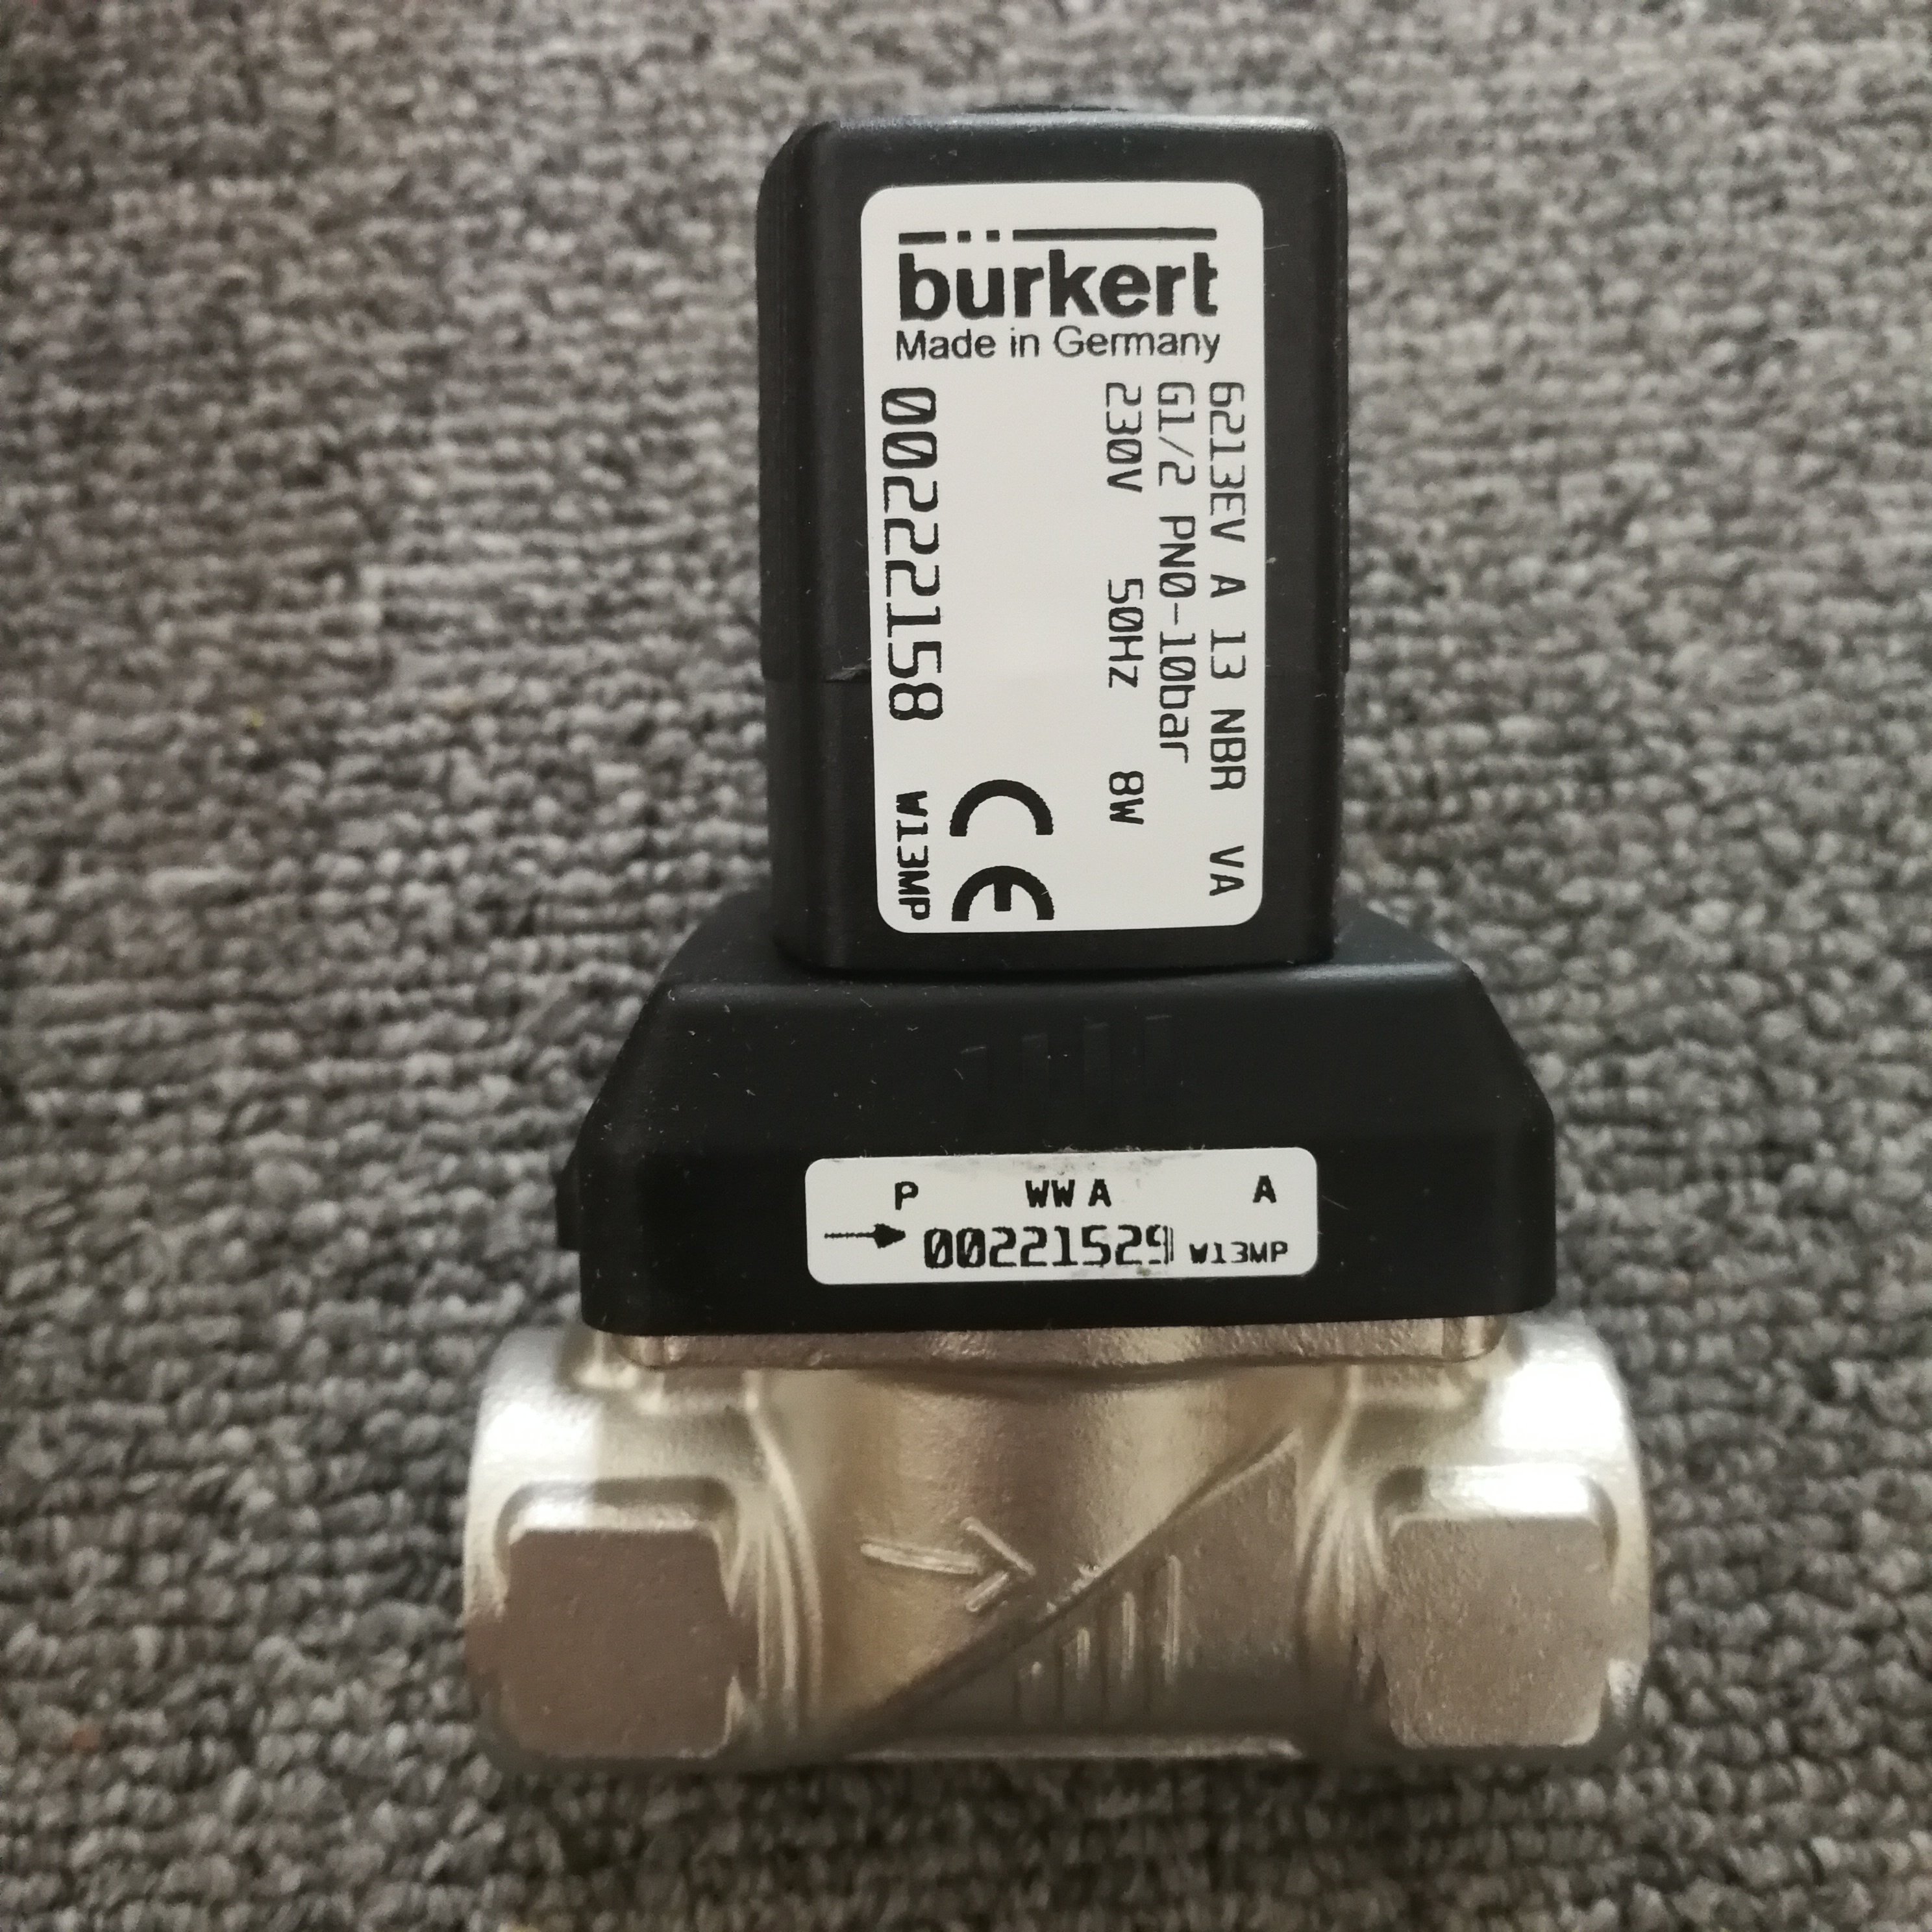 bürkert
Made in Germany
6213EV A 13 NBR VA
G1/2 PN0-10bar
230V 50Hz 8W
CE
00222158 W13MP
P WW A A
00221529 W13MP